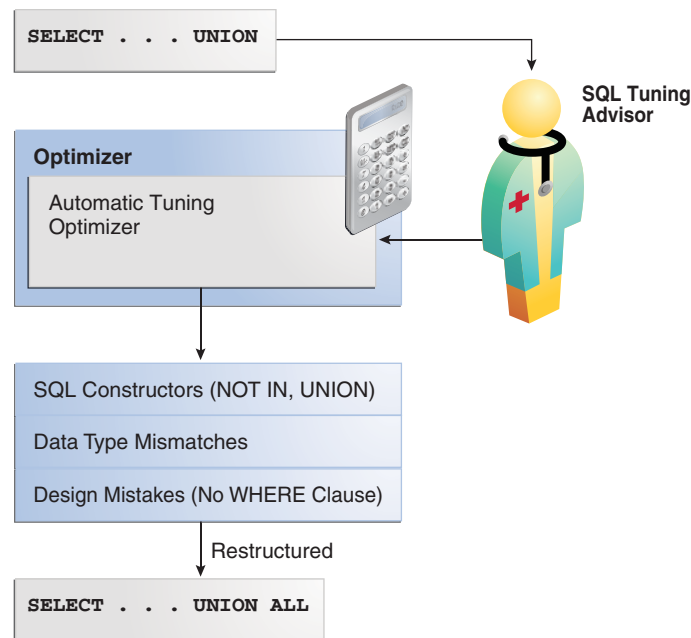 SELECT . . . UNION
SQL Tuning
Advisor
Optimizer
Automatic Tuning
Optimizer
SQL Constructors (NOT IN, UNION)
Data Type Mismatches
Design Mistakes (No WHERE Clause)
Restructured
SELECT . . . UNION ALL